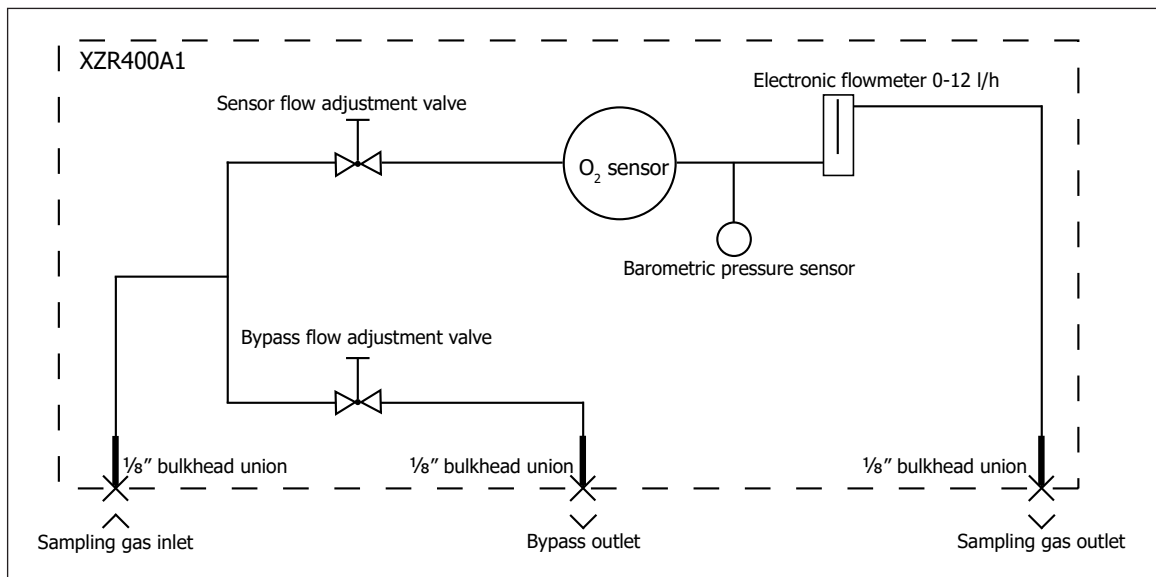 XZR400A1
Electronic flowmeter 0-12 l/h
Sensor flow adjustment valve
O₂ sensor
Barometric pressure sensor
Bypass flow adjustment valve
⅛” bulkhead union
⅛” bulkhead union
⅛” bulkhead union
Sampling gas inlet
Bypass outlet
Sampling gas outlet